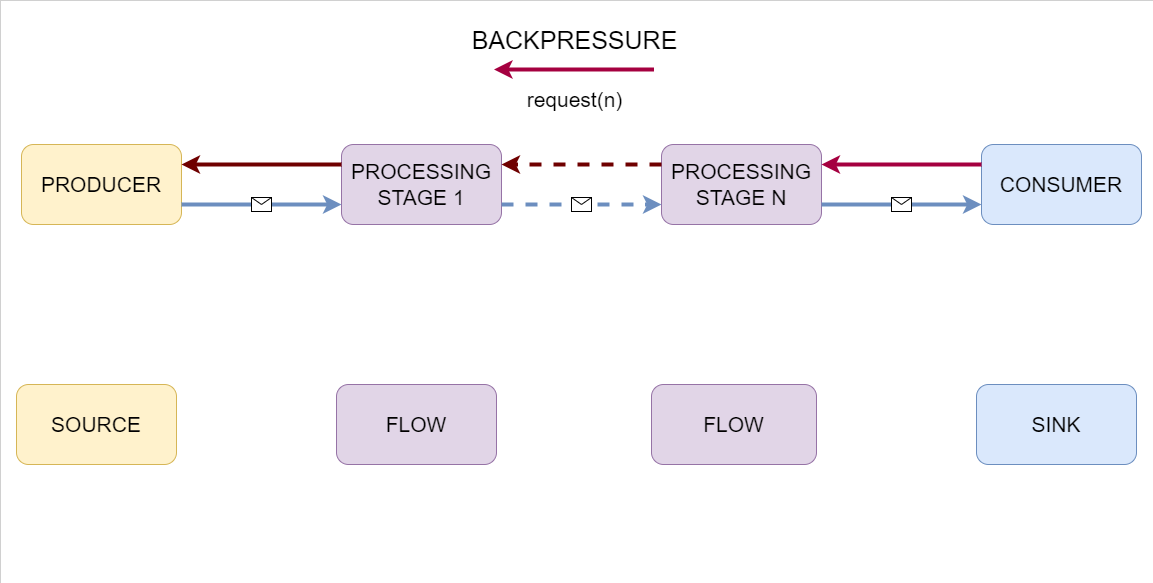 BACKPRESSURE
request(n)
PRODUCER
PROCESSING
STAGE 1
PROCESSING
STAGE N
CONSUMER
SOURCE
FLOW
FLOW
SINK